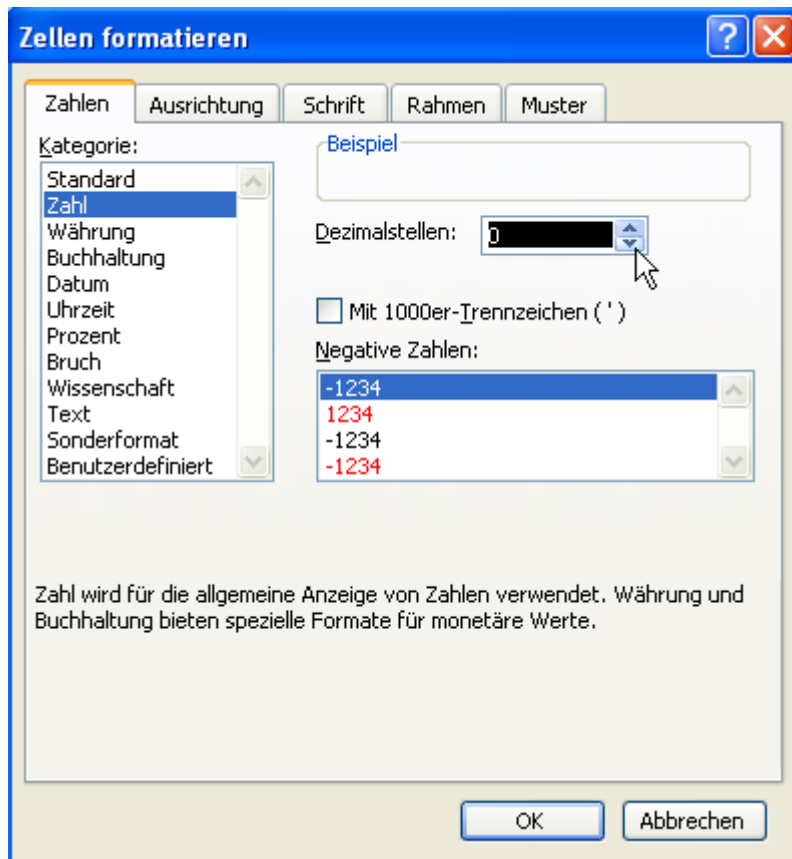 Zellen formatieren
Zahlen Ausrichtung Schrift Rahmen Muster
Kategorie:
Standard
Zahl
Währung
Buchhaltung
Datum
Uhrzeit
Prozent
Bruch
Wissenschaft
Text
Sonderformat
Benutzerdefiniert
Beispiel
Dezimalstellen: 0
Mit 1000er-Trennzeichen ( ' )
Negative Zahlen:
-1234
1234
-1234
-1234
Zahl wird für die allgemeine Anzeige von Zahlen verwendet. Währung und
Buchhaltung bieten spezielle Formate für monetäre Werte.
OK Abbrechen